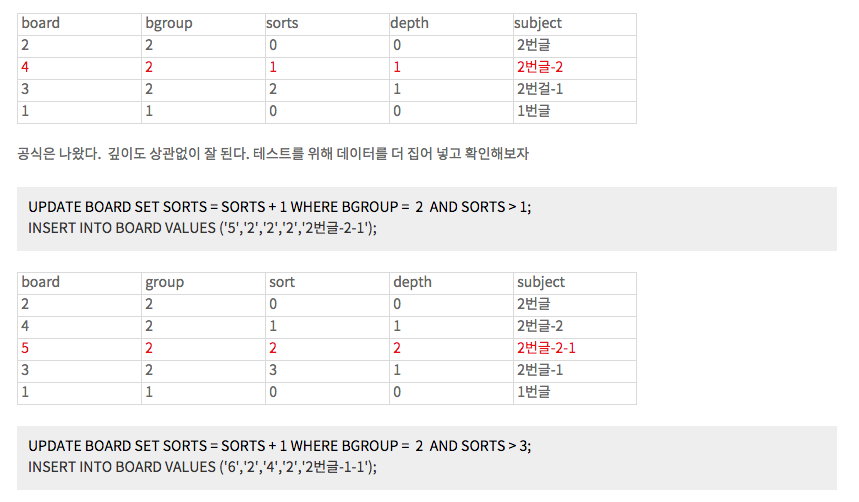 board bgroup sorts depth subject
2 2 0 0 2번글
4 2 1 1 2번글-2
3 2 2 1 2번걸-1
1 1 0 0 1번글
공식은 나왔다. 깊이도 상관없이 잘 된다. 테스트를 위해 데이터를 더 집어 넣고 확인해보자
UPDATE BOARD SET SORTS = SORTS + 1 WHERE BGROUP = 2 AND SORTS > 1;
INSERT INTO BOARD VALUES ('5','2','2','2','2번글-2-1');
board group sort depth subject
2 2 0 0 2번글
4 2 1 1 2번글-2
5 2 2 2 2번글-2-1
3 2 3 1 2번글-1
1 1 0 0 1번글
UPDATE BOARD SET SORTS = SORTS + 1 WHERE BGROUP = 2 AND SORTS > 3;
INSERT INTO BOARD VALUES ('6','2','4','2','2번글-1-1');